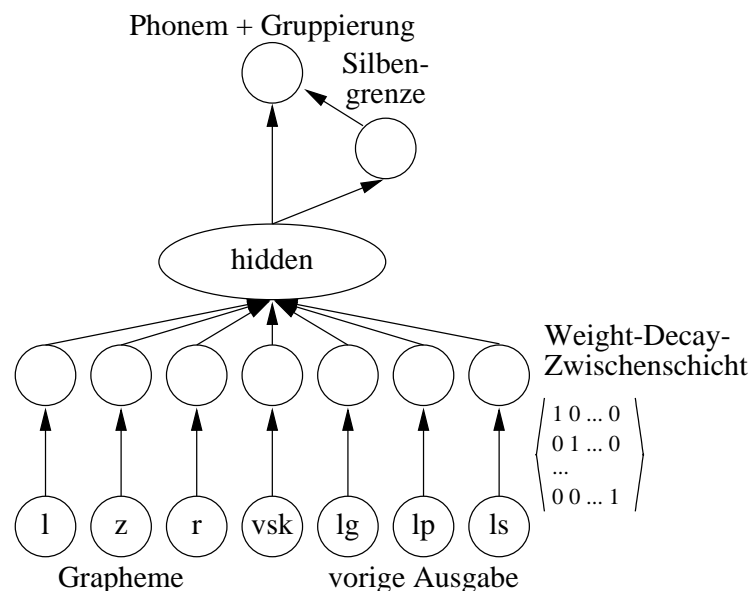 Phonem + Gruppierung
Silben-
grenze
hidden
Weight-Decay-
Zwischenschicht
1 0 ... 0
0 1 ... 0
...
0 0 ... 1
l z r vsk lg lp ls
Grapheme vorige Ausgabe